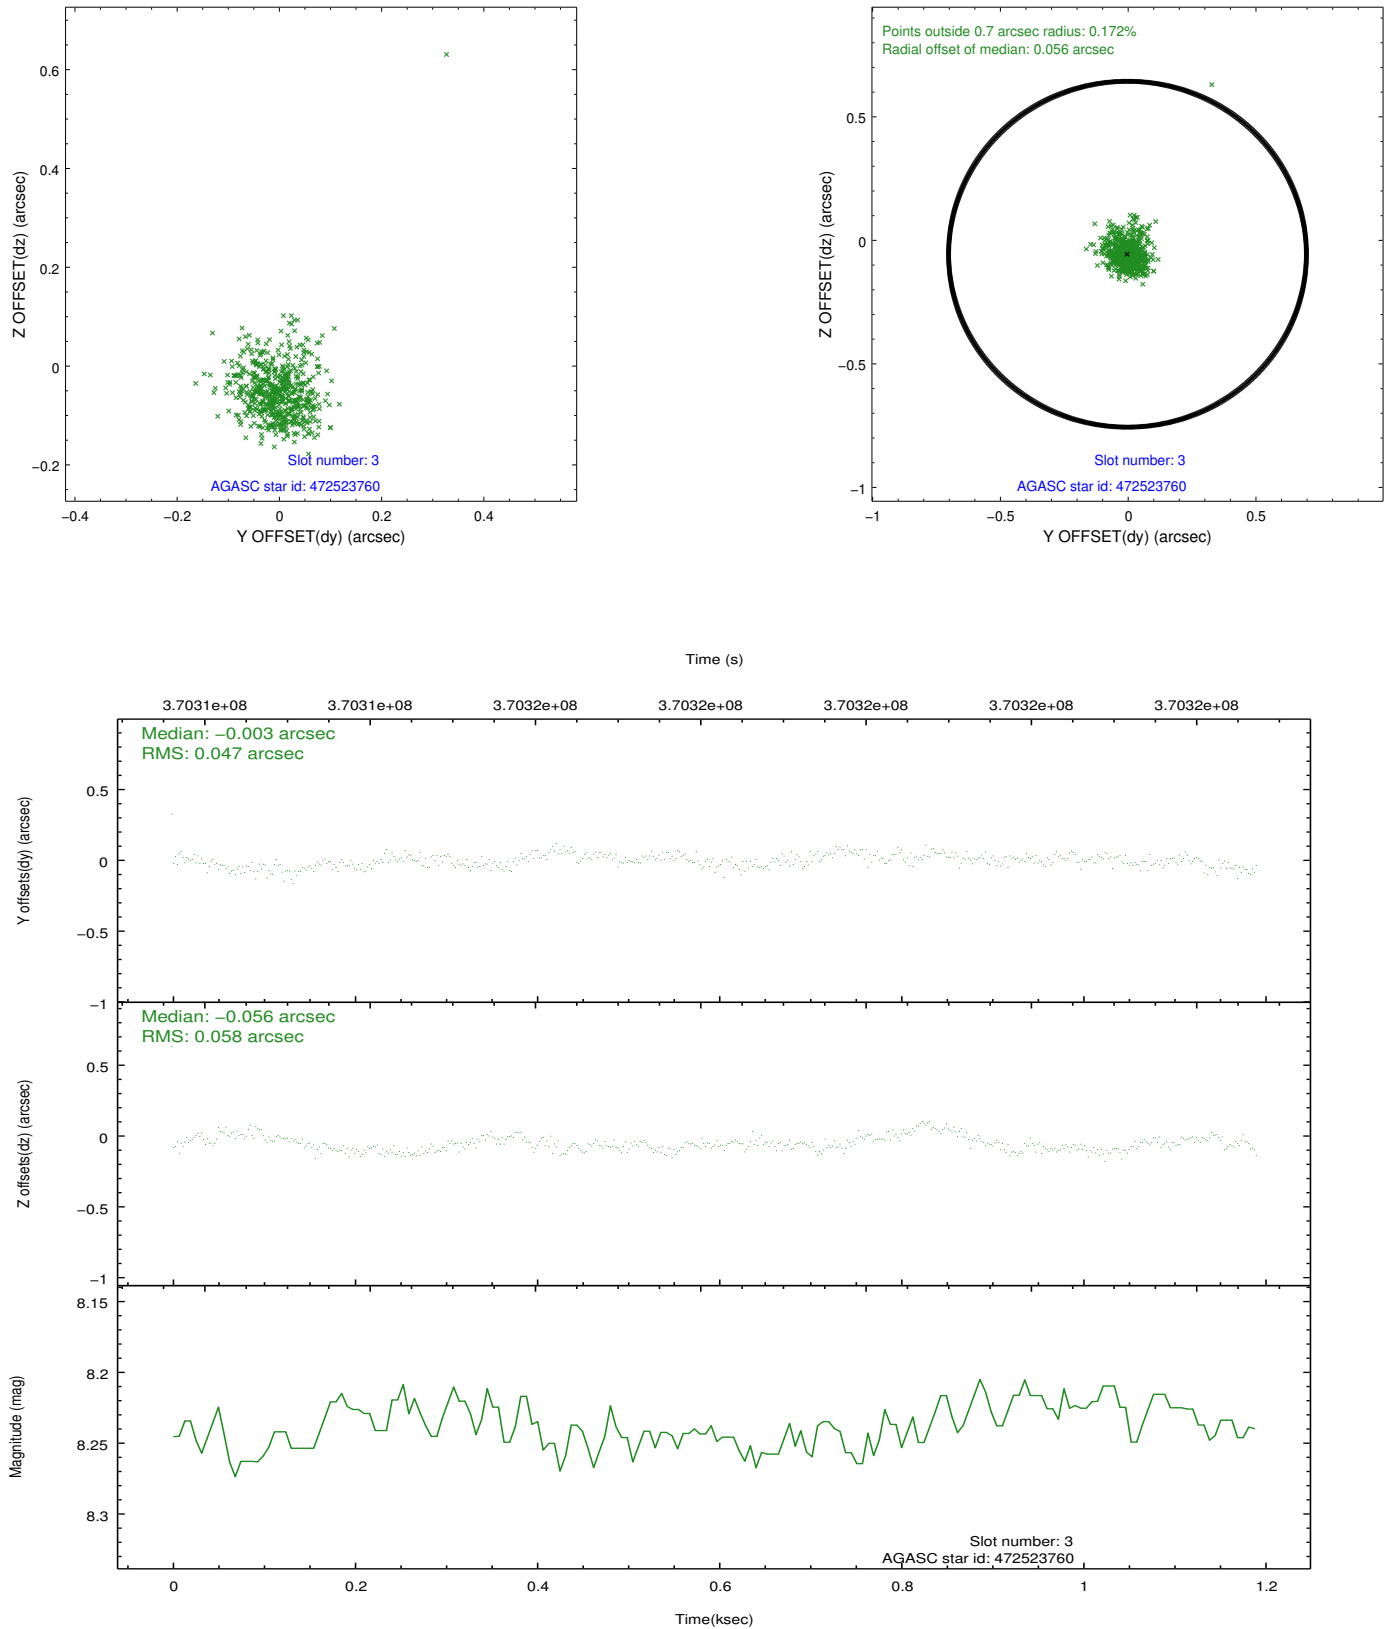 0.6
0.4
0.2
0
−0.2
−0.4
−0.2
0
0.2
0.4
Z OFFSET(dz) (arcsec)
Y OFFSET(dy) (arcsec)
Slot number: 3
AGASC star id: 472523760
Points outside 0.7 arcsec radius: 0.172%
Radial offset of median: 0.056 arcsec
0.5
0
−0.5
−1
−1
−0.5
0
0.5
Z OFFSET(dz) (arcsec)
Y OFFSET(dy) (arcsec)
Slot number: 3
AGASC star id: 472523760
Time (s)
3.7031e+08
3.7031e+08
3.7032e+08
3.7032e+08
3.7032e+08
3.7032e+08
3.7032e+08
Median: −0.003 arcsec
RMS: 0.047 arcsec
0.5
0
−0.5
−1
Y offsets(dy) (arcsec)
Median: −0.056 arcsec
RMS: 0.058 arcsec
0.5
0
−0.5
−1
Z offsets(dz) (arcsec)
8.15
8.2
8.25
8.3
Magnitude (mag)
Slot number: 3
AGASC star id: 472523760
0
0.2
0.4
0.6
0.8
1
1.2
Time(ksec)